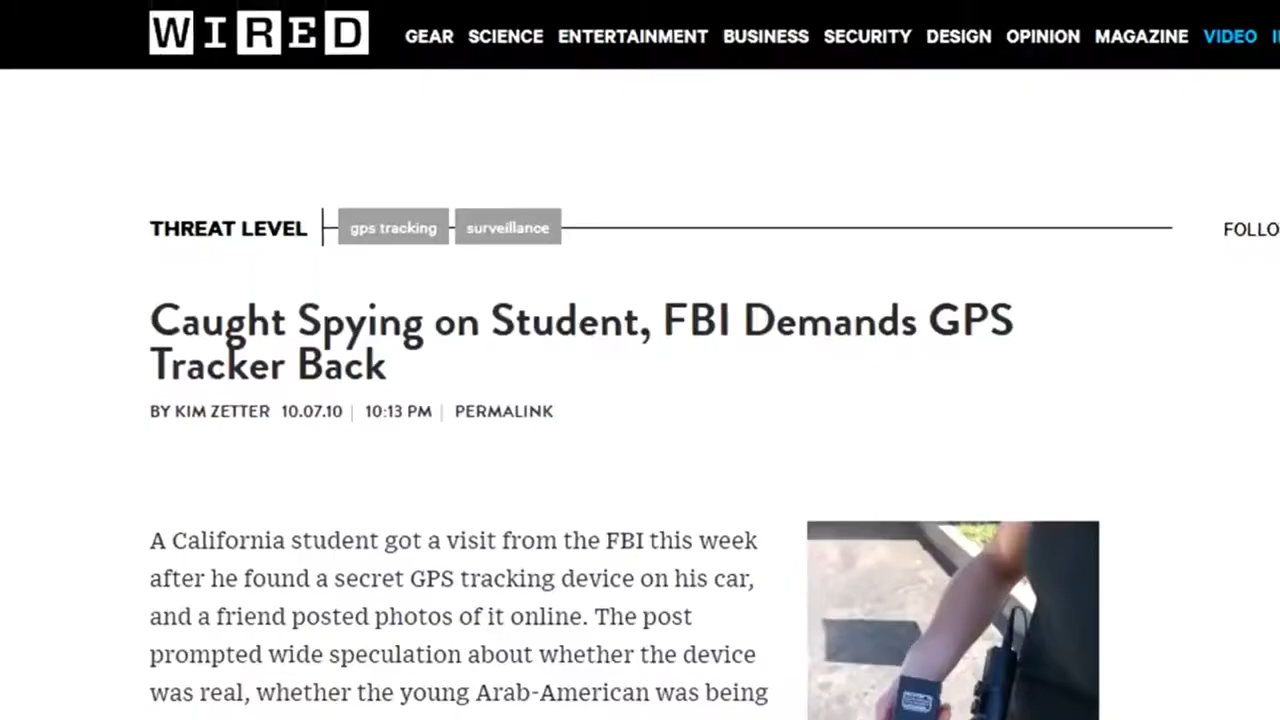 WIRED GEAR SCIENCE ENTERTAINMENT BUSINESS SECURITY DESIGN OPINION MAGAZINE VIDEO
THREAT LEVEL gps tracking surveillance FOLLO
Caught Spying on Student, FBI Demands GPS
Tracker Back
BY KIM ZETTER 10.07.10 | 10:13 PM | PERMALINK
A California student got a visit from the FBI this week
after he found a secret GPS tracking device on his car,
and a friend posted photos of it online. The post
prompted wide speculation about whether the device
was real, whether the young Arab-American was being